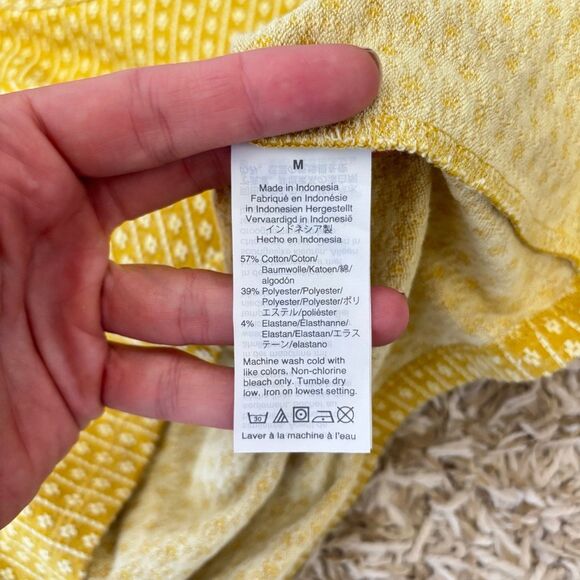 M
Made in Indonesia
Fabriqué en Indonésie
in Indonesien Hergestellt
Vervaardigd in Indonesië
インドネシア製
Hecho en Indonesia
57% Cotton/Coton/
Baumwolle/Katoen/綿/
algodón
39% Polyester/Polyester/
Polyester/Polyester/ポリ
エステル/poliéster
4% Elastane/Élasthanne/
Elastan/Elastaan/エラス
テーン/elastano
Machine wash cold with
like colors. Non-chlorine
bleach only. Tumble dry
low. Iron on lowest setting.
30
Laver à la machine à l'eau